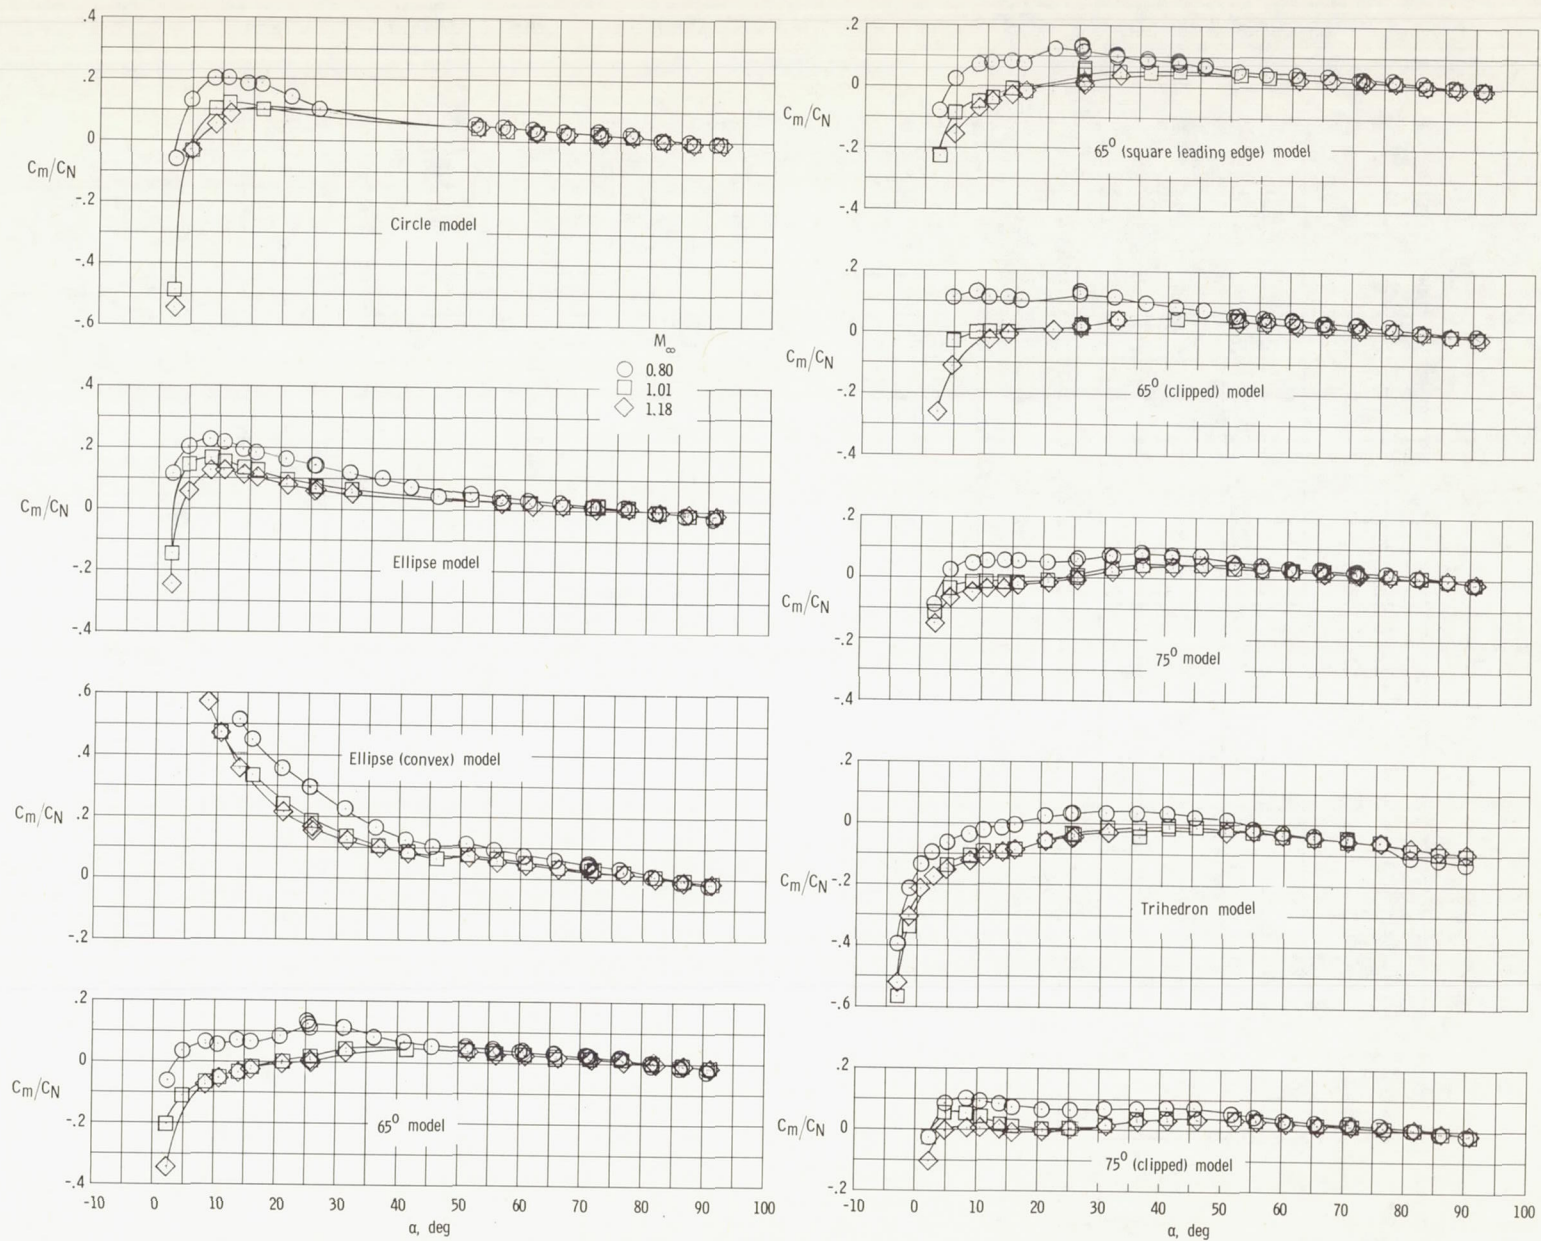 .4
.2
0
-.2
-.4
-.6
Cm/CN
Circle model
M∞
0.80
1.01
1.18
.4
.2
0
-.2
-.4
Cm/CN
Ellipse model
.6
.4
.2
0
-.2
Cm/CN
Ellipse (convex) model
.2
0
-.2
-.4
Cm/CN
65° model
-10 0 10 20 30 40 50 60 70 80 90 100
α, deg
.2
0
-.2
-.4
Cm/CN
65° (square leading edge) model
.2
0
-.2
-.4
Cm/CN
65° (clipped) model
.2
0
-.2
-.4
Cm/CN
75° model
.2
0
-.2
-.4
-.6
Cm/CN
Trihedron model
.2
0
-.2
Cm/CN
75° (clipped) model
-10 0 10 20 30 40 50 60 70 80 90 100
α, deg